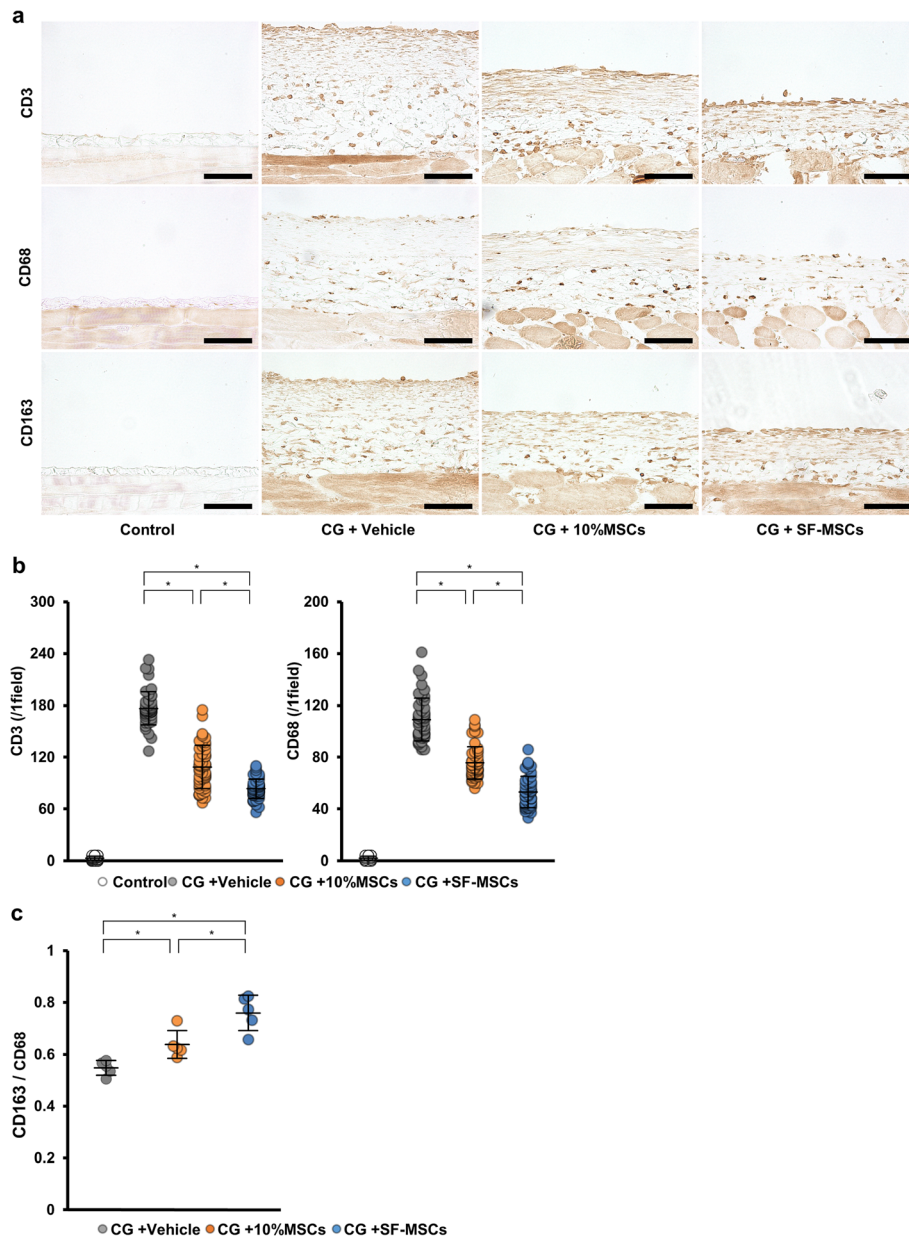 a
CD3
CD68
CD163
Control
CG + Vehicle
CG + 10%MSCs
CG + SF-MSCs
b
*
* *
300
240
180
120
60
0
CD3 (/1field)
*
* *
200
160
120
80
40
0
CD68 (/1field)
Control CG +Vehicle CG +10%MSCs CG +SF-MSCs
c
*
* *
1
0.8
0.6
0.4
0.2
0
CD163 / CD68
CG +Vehicle CG +10%MSCs CG +SF-MSCs